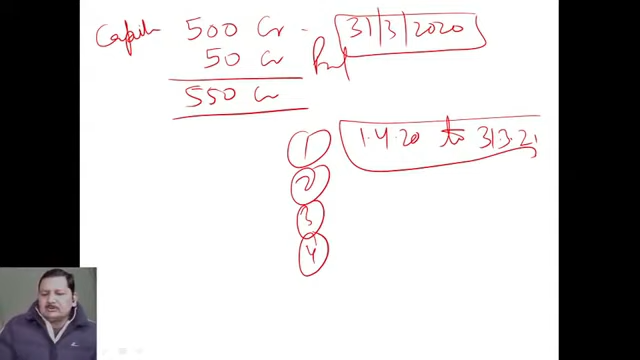 Capital 500 Cr - 31/3/2020
50 Cr Prof
550 Cr
1 1.4.20 to 31.3.21
2
3
4